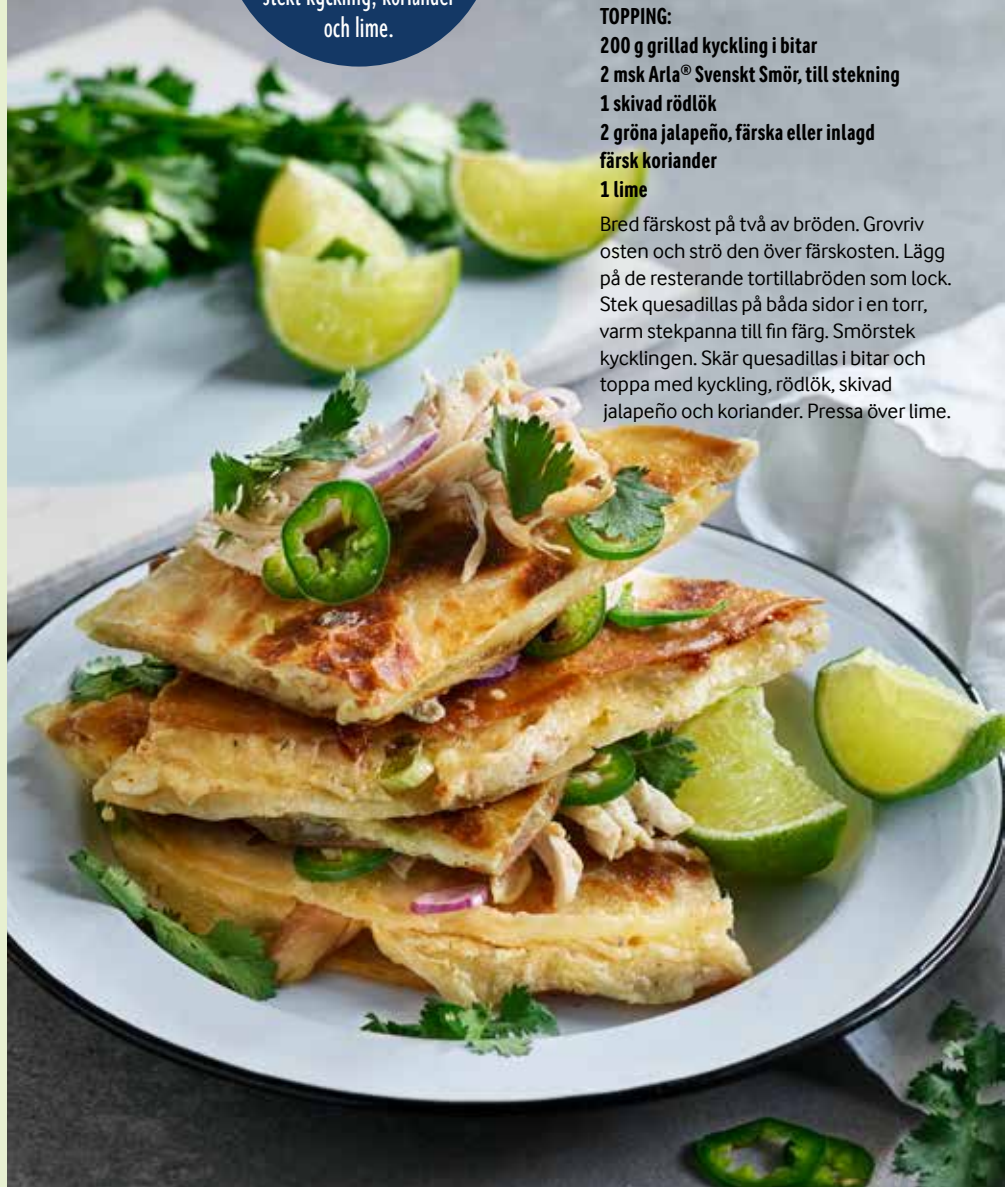 stekt kyckling, koriander
och lime.
TOPPING:
200 g grillad kyckling i bitar
2 msk Arla® Svenskt Smör, till stekning
1 skivad rödlök
2 gröna jalapeño, färska eller inlagd
färsk koriander
1 lime
Bred färskost på två av bröden. Grovriv
osten och strö den över färskosten. Lägg
på de resterande tortillabröden som lock.
Stek quesadillas på båda sidor i en torr,
varm stekpanna till fin färg. Smörstek
kycklingen. Skär quesadillas i bitar och
toppa med kyckling, rödlök, skivad
jalapeño och koriander. Pressa över lime.